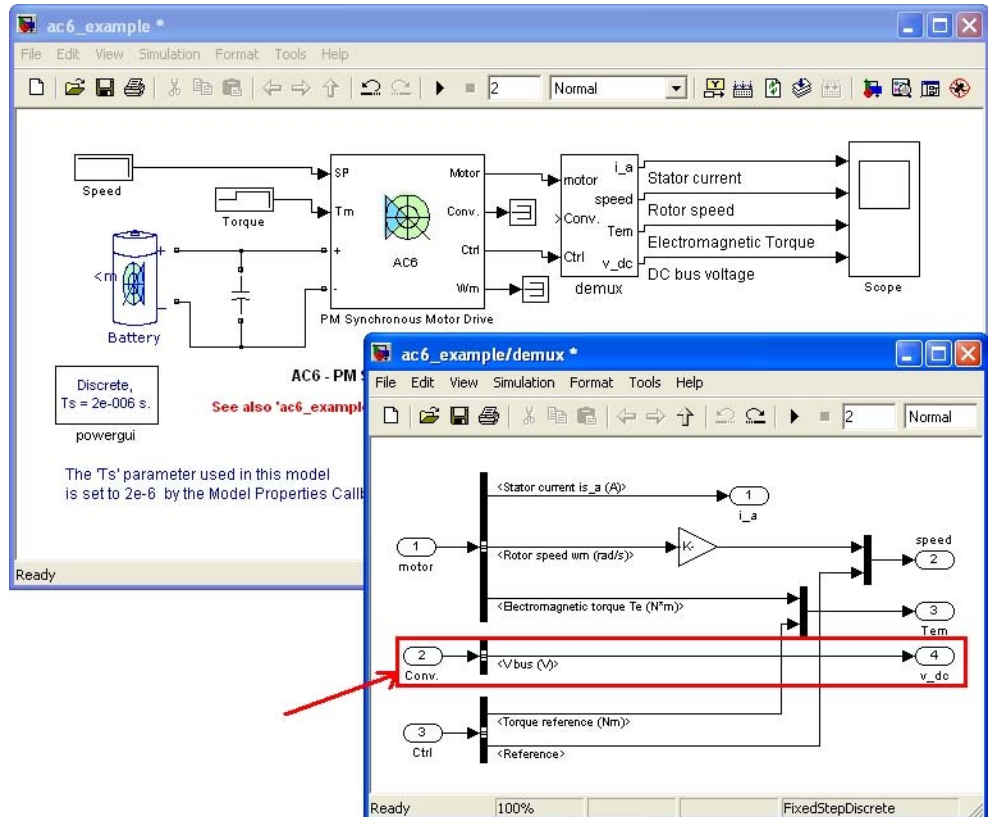 ac6_example *
File Edit View Simulation Format Tools Help
2 Normal
Speed
Torque
SP
Tm
+
-
Motor
Conv.
Ctrl
Wm
AC6
PM Synchronous Motor Drive
motor
Conv.
Ctrl
i_a
speed
Tem
v_dc
demux
Stator current
Rotor speed
Electromagnetic Torque
DC bus voltage
Scope
<m
+
-
Battery
Discrete,
Ts = 2e-006 s.
powergui
AC6 - PM S
See also 'ac6_example
The 'Ts' parameter used in this model
is set to 2e-6 by the Model Properties Callb
Ready
ac6_example/demux *
File Edit View Simulation Format Tools Help
2 Normal
<Stator current is_a (A)>
1
i_a
1
motor
<Rotor speed wm (rad/s)>
-K-
speed
2
<Electromagnetic torque Te (N*m)>
3
Tem
2
Conv.
<Vbus (V)>
4
v_dc
<Torque reference (Nm)>
3
Ctrl
<Reference>
Ready 100% FixedStepDiscrete